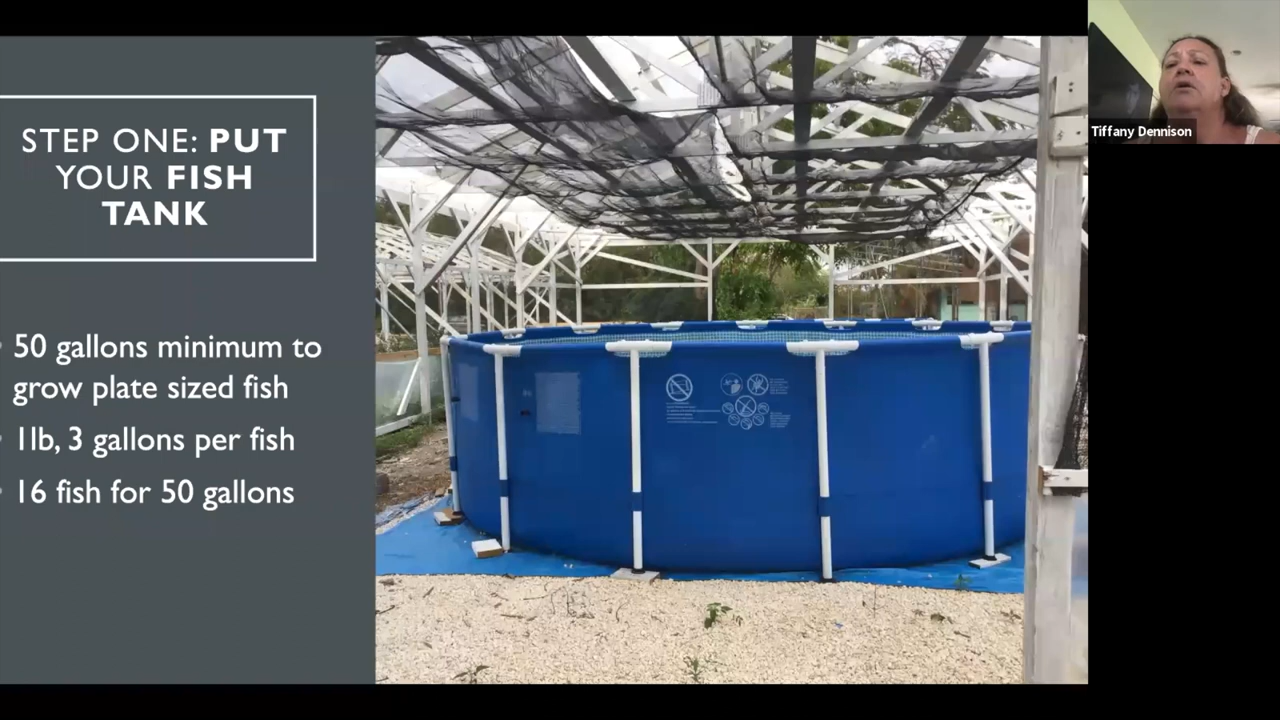 STEP ONE: PUT
YOUR FISH
TANK
50 gallons minimum to
grow plate sized fish
1lb, 3 gallons per fish
16 fish for 50 gallons
Tiffany Dennison